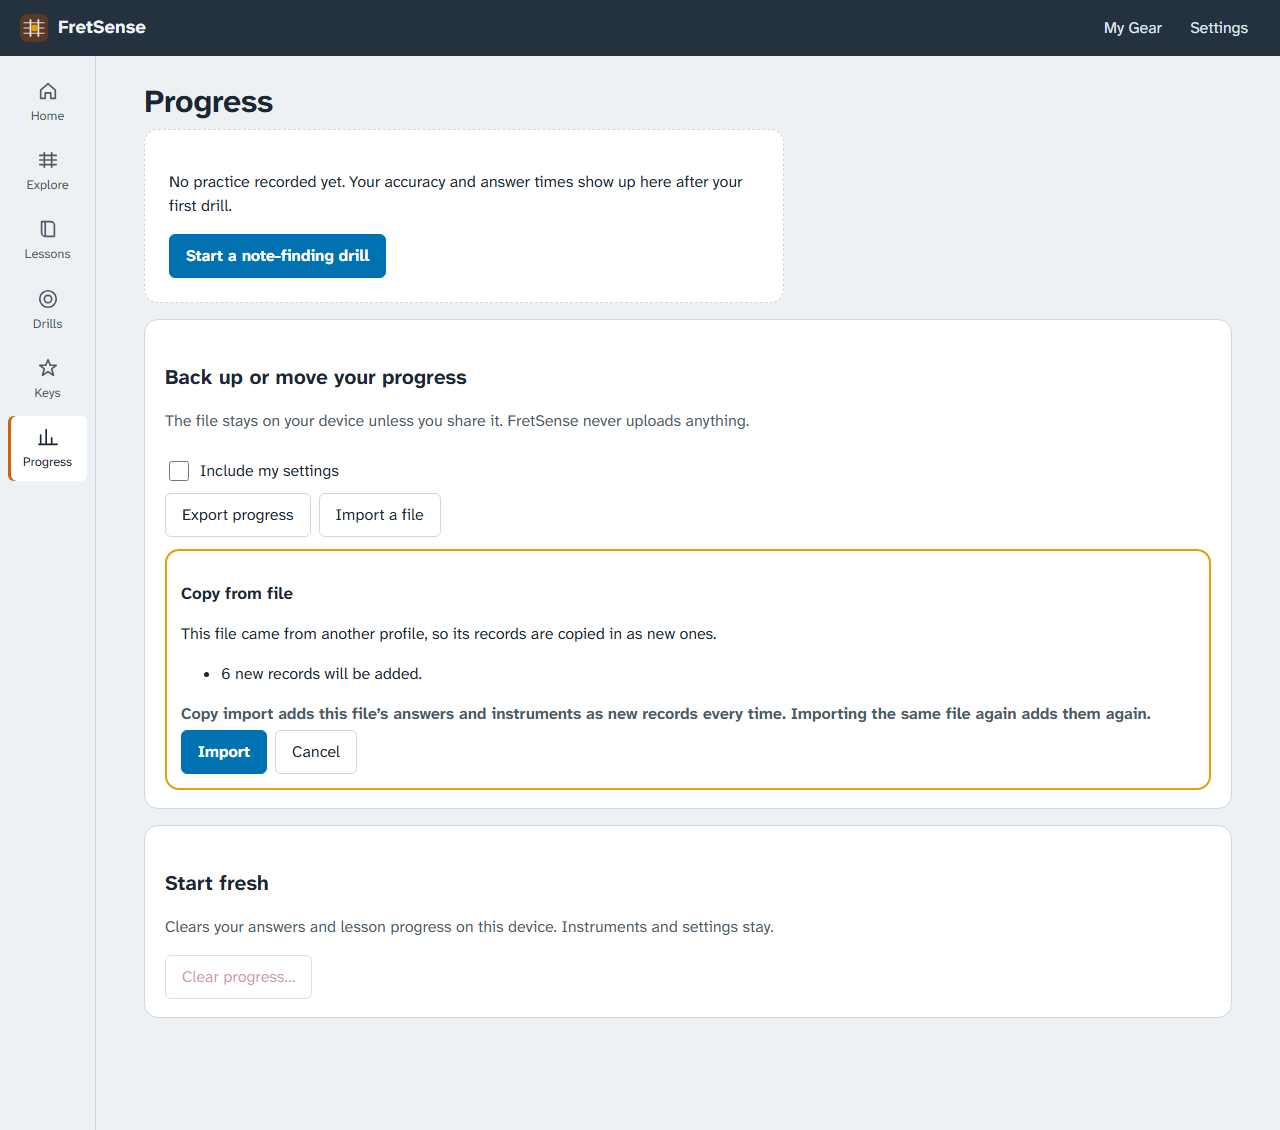 FretSense
My Gear
Settings
Home
Explore
Lessons
Drills
Keys
Progress
Progress
No practice recorded yet. Your accuracy and answer times show up here after your
first drill.
Start a note-finding drill
Back up or move your progress
The file stays on your device unless you share it. FretSense never uploads anything.
Include my settings
Export progress
Import a file
Copy from file
This file came from another profile, so its records are copied in as new ones.
• 6 new records will be added.
Copy import adds this file’s answers and instruments as new records every time. Importing the same file again adds them again.
Import
Cancel
Start fresh
Clears your answers and lesson progress on this device. Instruments and settings stay.
Clear progress…